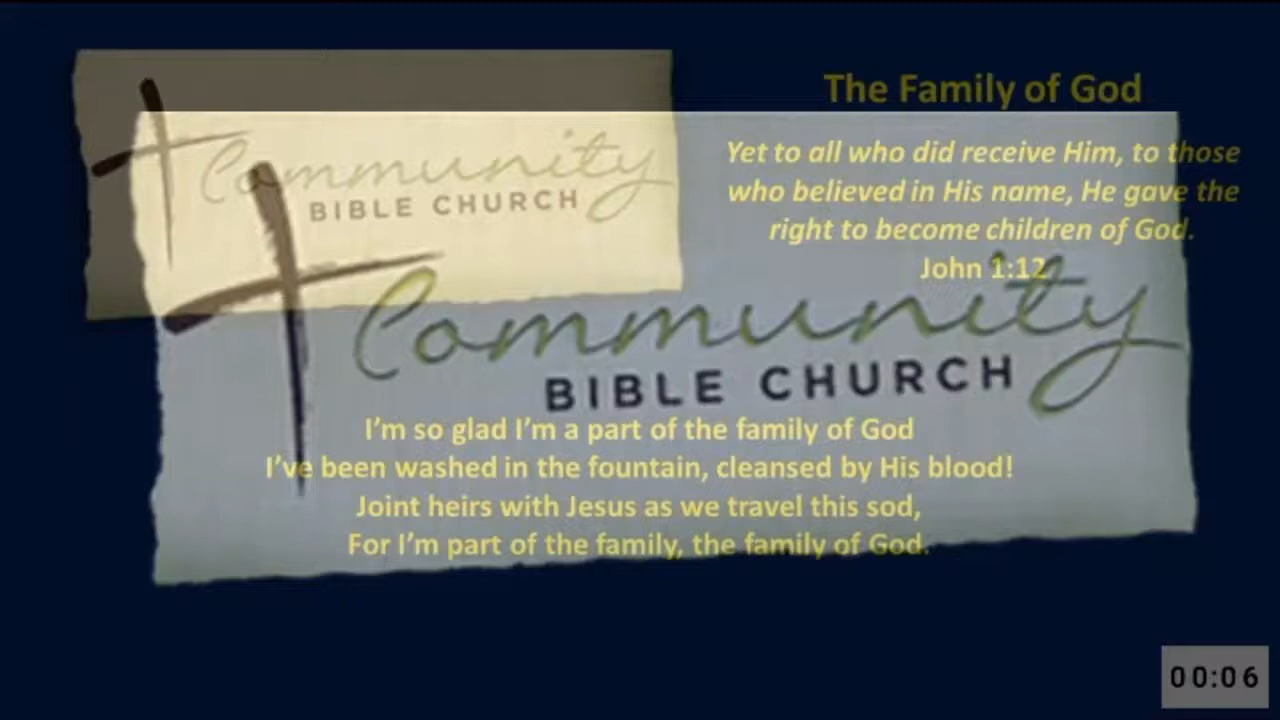 The Family of God
Yet to all who did receive Him, to those
who believed in His name, He gave the
right to become children of God.
John 1:12
Community
BIBLE CHURCH
Community
BIBLE CHURCH
I'm so glad I'm a part of the family of God
I've been washed in the fountain, cleansed by His blood!
Joint heirs with Jesus as we travel this sod,
For I'm part of the family, the family of God.
00:06